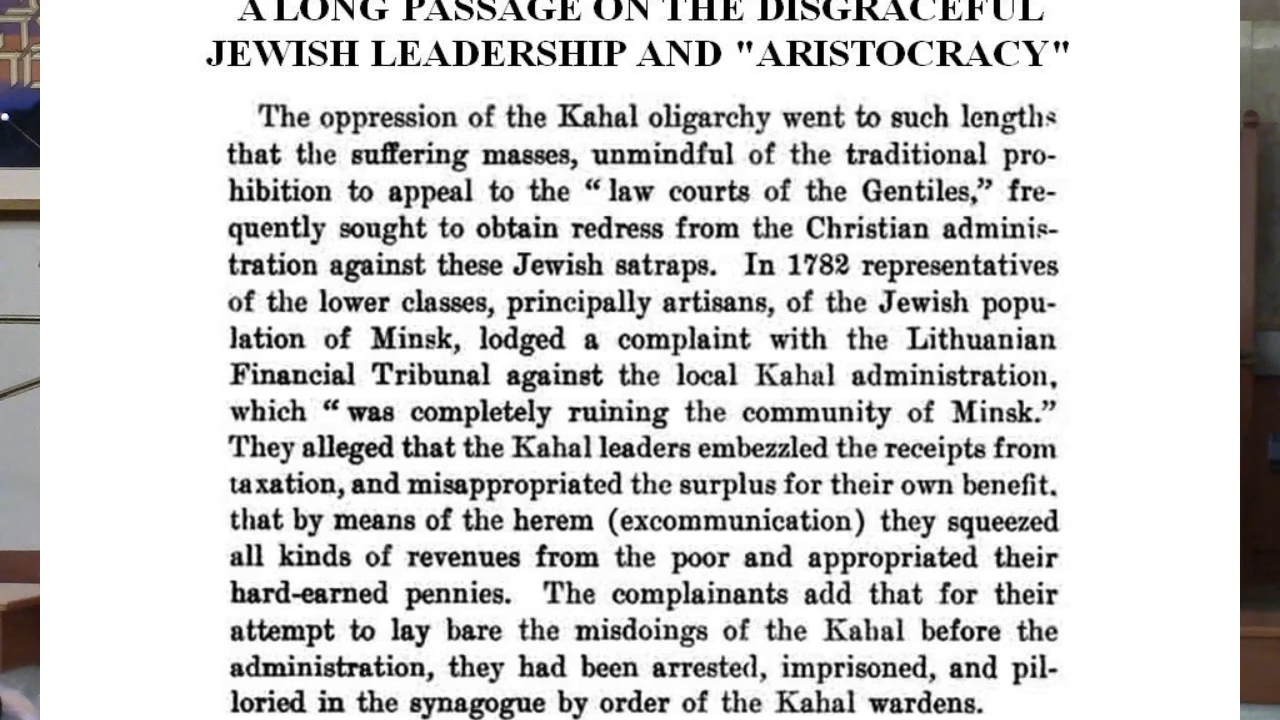 A LONG PASSAGE ON THE DISGRACEFUL
JEWISH LEADERSHIP AND "ARISTOCRACY"
The oppression of the Kahal oligarchy went to such lengths
that the suffering masses, unmindful of the traditional pro-
hibition to appeal to the “law courts of the Gentiles,” fre-
quently sought to obtain redress from the Christian adminis-
tration against these Jewish satraps. In 1782 representatives
of the lower classes, principally artisans, of the Jewish popu-
lation of Minsk, lodged a complaint with the Lithuanian
Financial Tribunal against the local Kahal administration,
which “was completely ruining the community of Minsk.”
They alleged that the Kahal leaders embezzled the receipts from
taxation, and misappropriated the surplus for their own benefit,
that by means of the herem (excommunication) they squeezed
all kinds of revenues from the poor and appropriated their
hard-earned pennies. The complainants add that for their
attempt to lay bare the misdoings of the Kahal before the
administration, they had been arrested, imprisoned, and pil-
loried in the synagogue by order of the Kahal wardens.